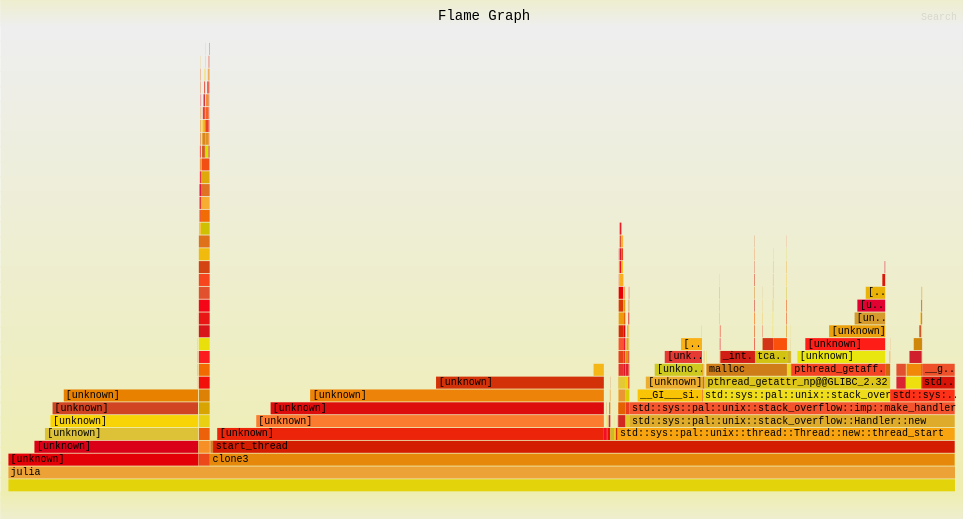 Flame Graph
Search
[..
[u..
[un..
[unknown]
[.. [unknown]
[unk.. _int.. tca.. [unknown]
[unkno.. malloc pthread_getaff.. __g..
[unknown] [unknown] pthread_getattr_np@@GLIBC_2.32 std..
[unknown] [unknown] __GI___si.. std::sys::pal::unix::stack_over.. std::sys:..
[unknown] [unknown] std::sys::pal::unix::stack_overflow::imp::make_handler
[unknown] [unknown] std::sys::pal::unix::stack_overflow::Handler::new
[unknown] [unknown] std::sys::pal::unix::thread::Thread::new::thread_start
[unknown] start_thread
[unknown] clone3
julia